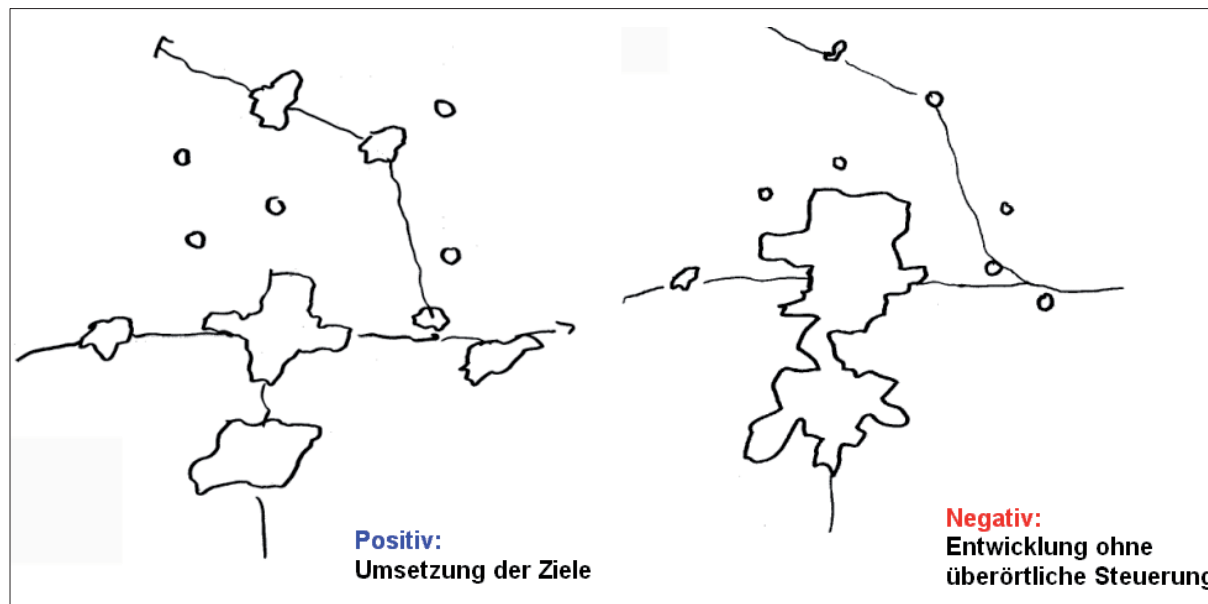 Positiv:
Umsetzung der Ziele
Negativ:
Entwicklung ohne
überörtliche Steuerung